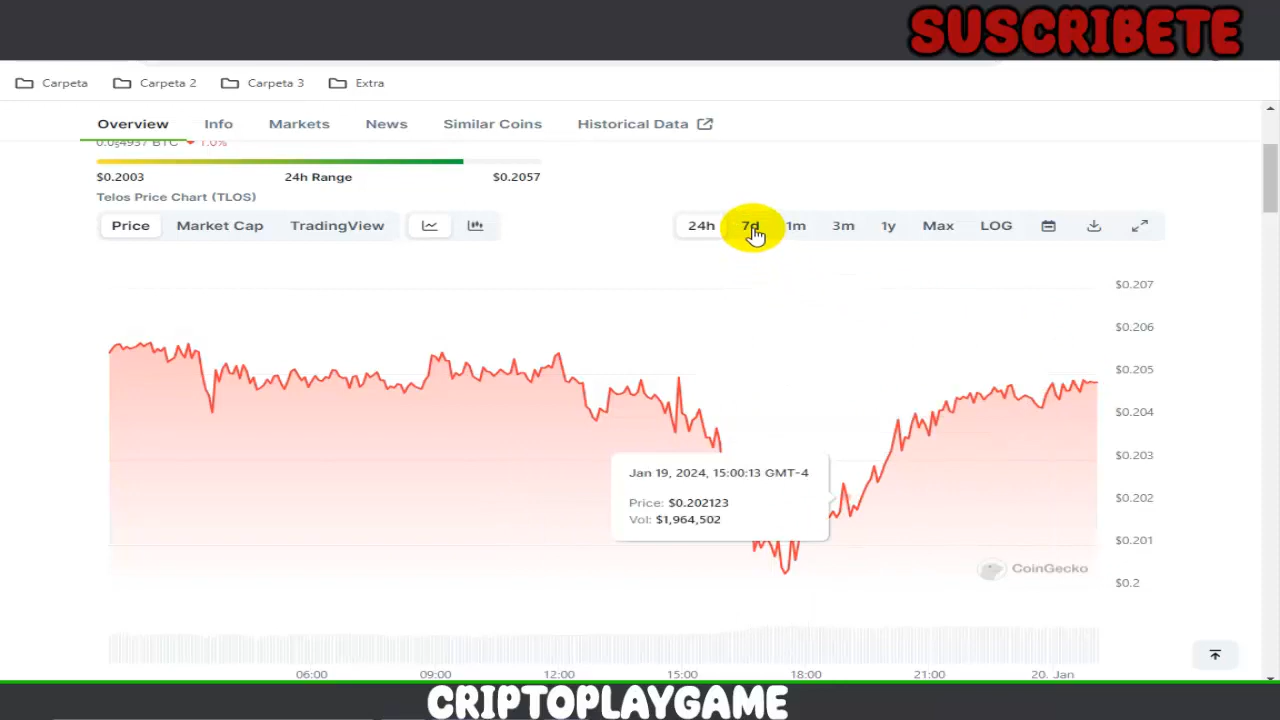 SUSCRIBETE
Carpeta Carpeta 2 Carpeta 3 Extra
Overview Info Markets News Similar Coins Historical Data
BTC 1.0%
$0.2003 24h Range $0.2057
Telos Price Chart (TLOS)
Price Market Cap TradingView 24h 7d 1m 3m 1y Max LOG
$0.207
$0.206
$0.205
$0.204
$0.203
$0.202
$0.201
$0.2
Jan 19, 2024, 15:00:13 GMT-4
Price: $0.202123
Vol: $1,964,502
CoinGecko
06:00 09:00 12:00 15:00 18:00 21:00 20. Jan
CRIPTOPLAYGAME